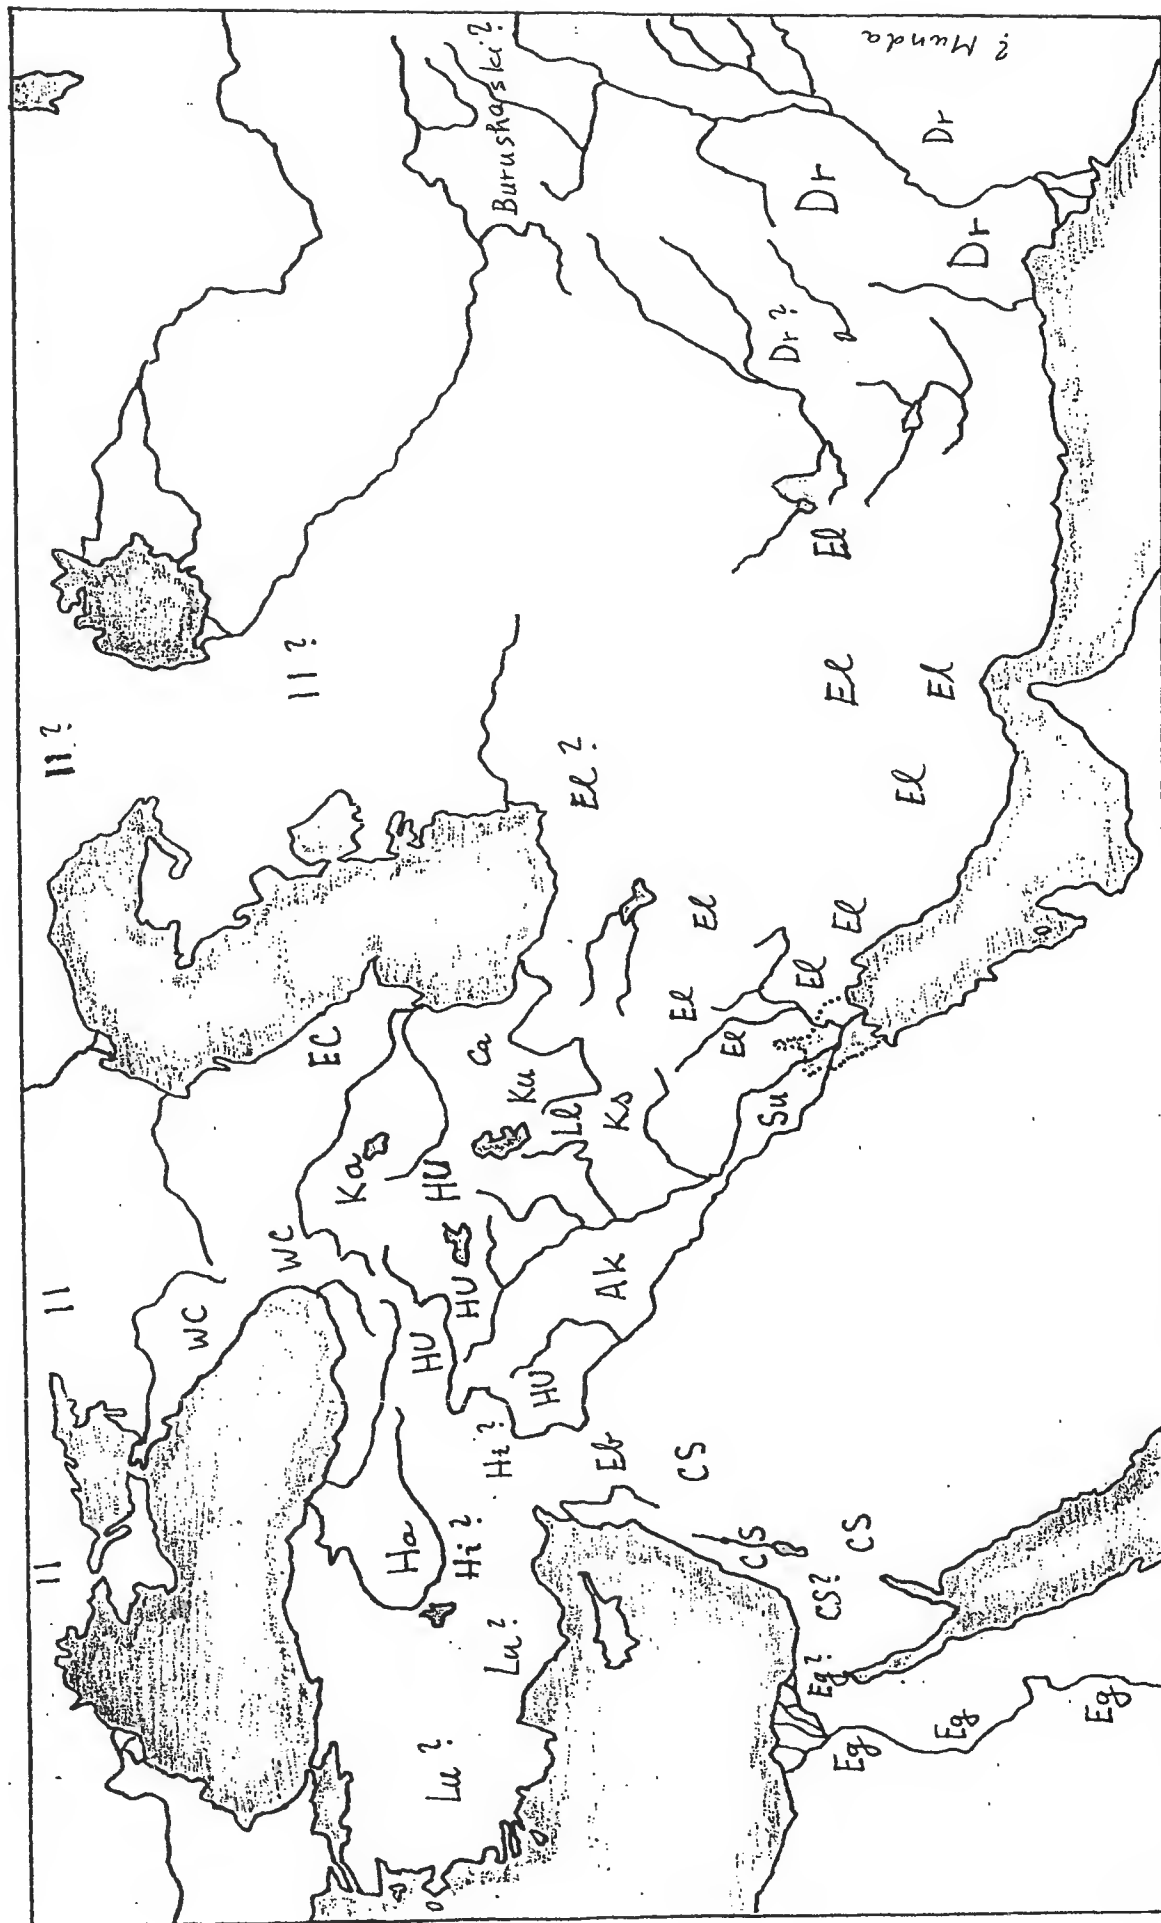 II
II
II?
WC
WC
II?
EC
Ka
Ha
HU
HU
Lu?
Hi?
HU
Ca
Lu?
Hi?
Ku
Burushaski?
HU
Ll
El?
Eb
Ak
Ks
CS
El
El
El
CS
Su
Dr?
El
Dr
Eg?
CS?
El
El
El
Eg
CS
El
El
Dr
? Munda
Eg
Dr
Eg